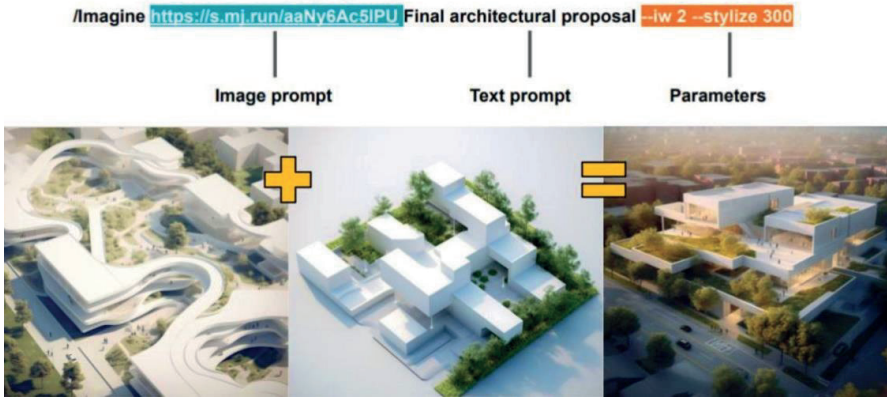 /Imagine https://s.mj.run/aaNy6Ac5lPU Final architectural proposal --iw 2 --stylize 300
Image prompt Text prompt Parameters